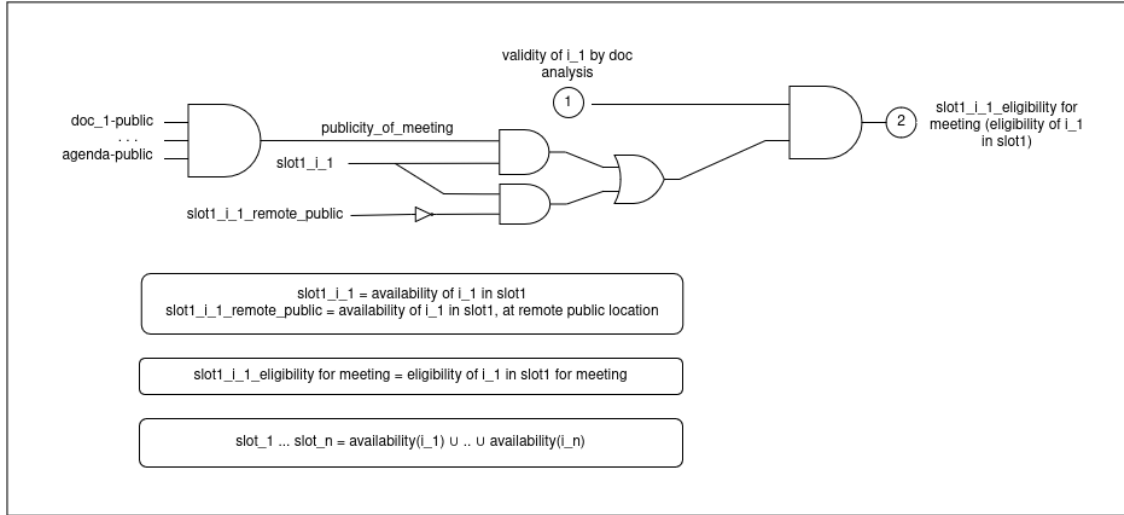 validity of i_1 by doc
analysis
1
2
slot1_i_1_eligibility for
meeting (eligibility of i_1
in slot1)
doc_1-public
. . .
agenda-public
publicity_of_meeting
slot1_i_1
slot1_i_1_remote_public
slot1_i_1 = availability of i_1 in slot1
slot1_i_1_remote_public = availability of i_1 in slot1, at remote public location
slot1_i_1_eligibility for meeting = eligibility of i_1 in slot1 for meeting
slot_1 ... slot_n = availability(i_1) ∪ .. ∪ availability(i_n)